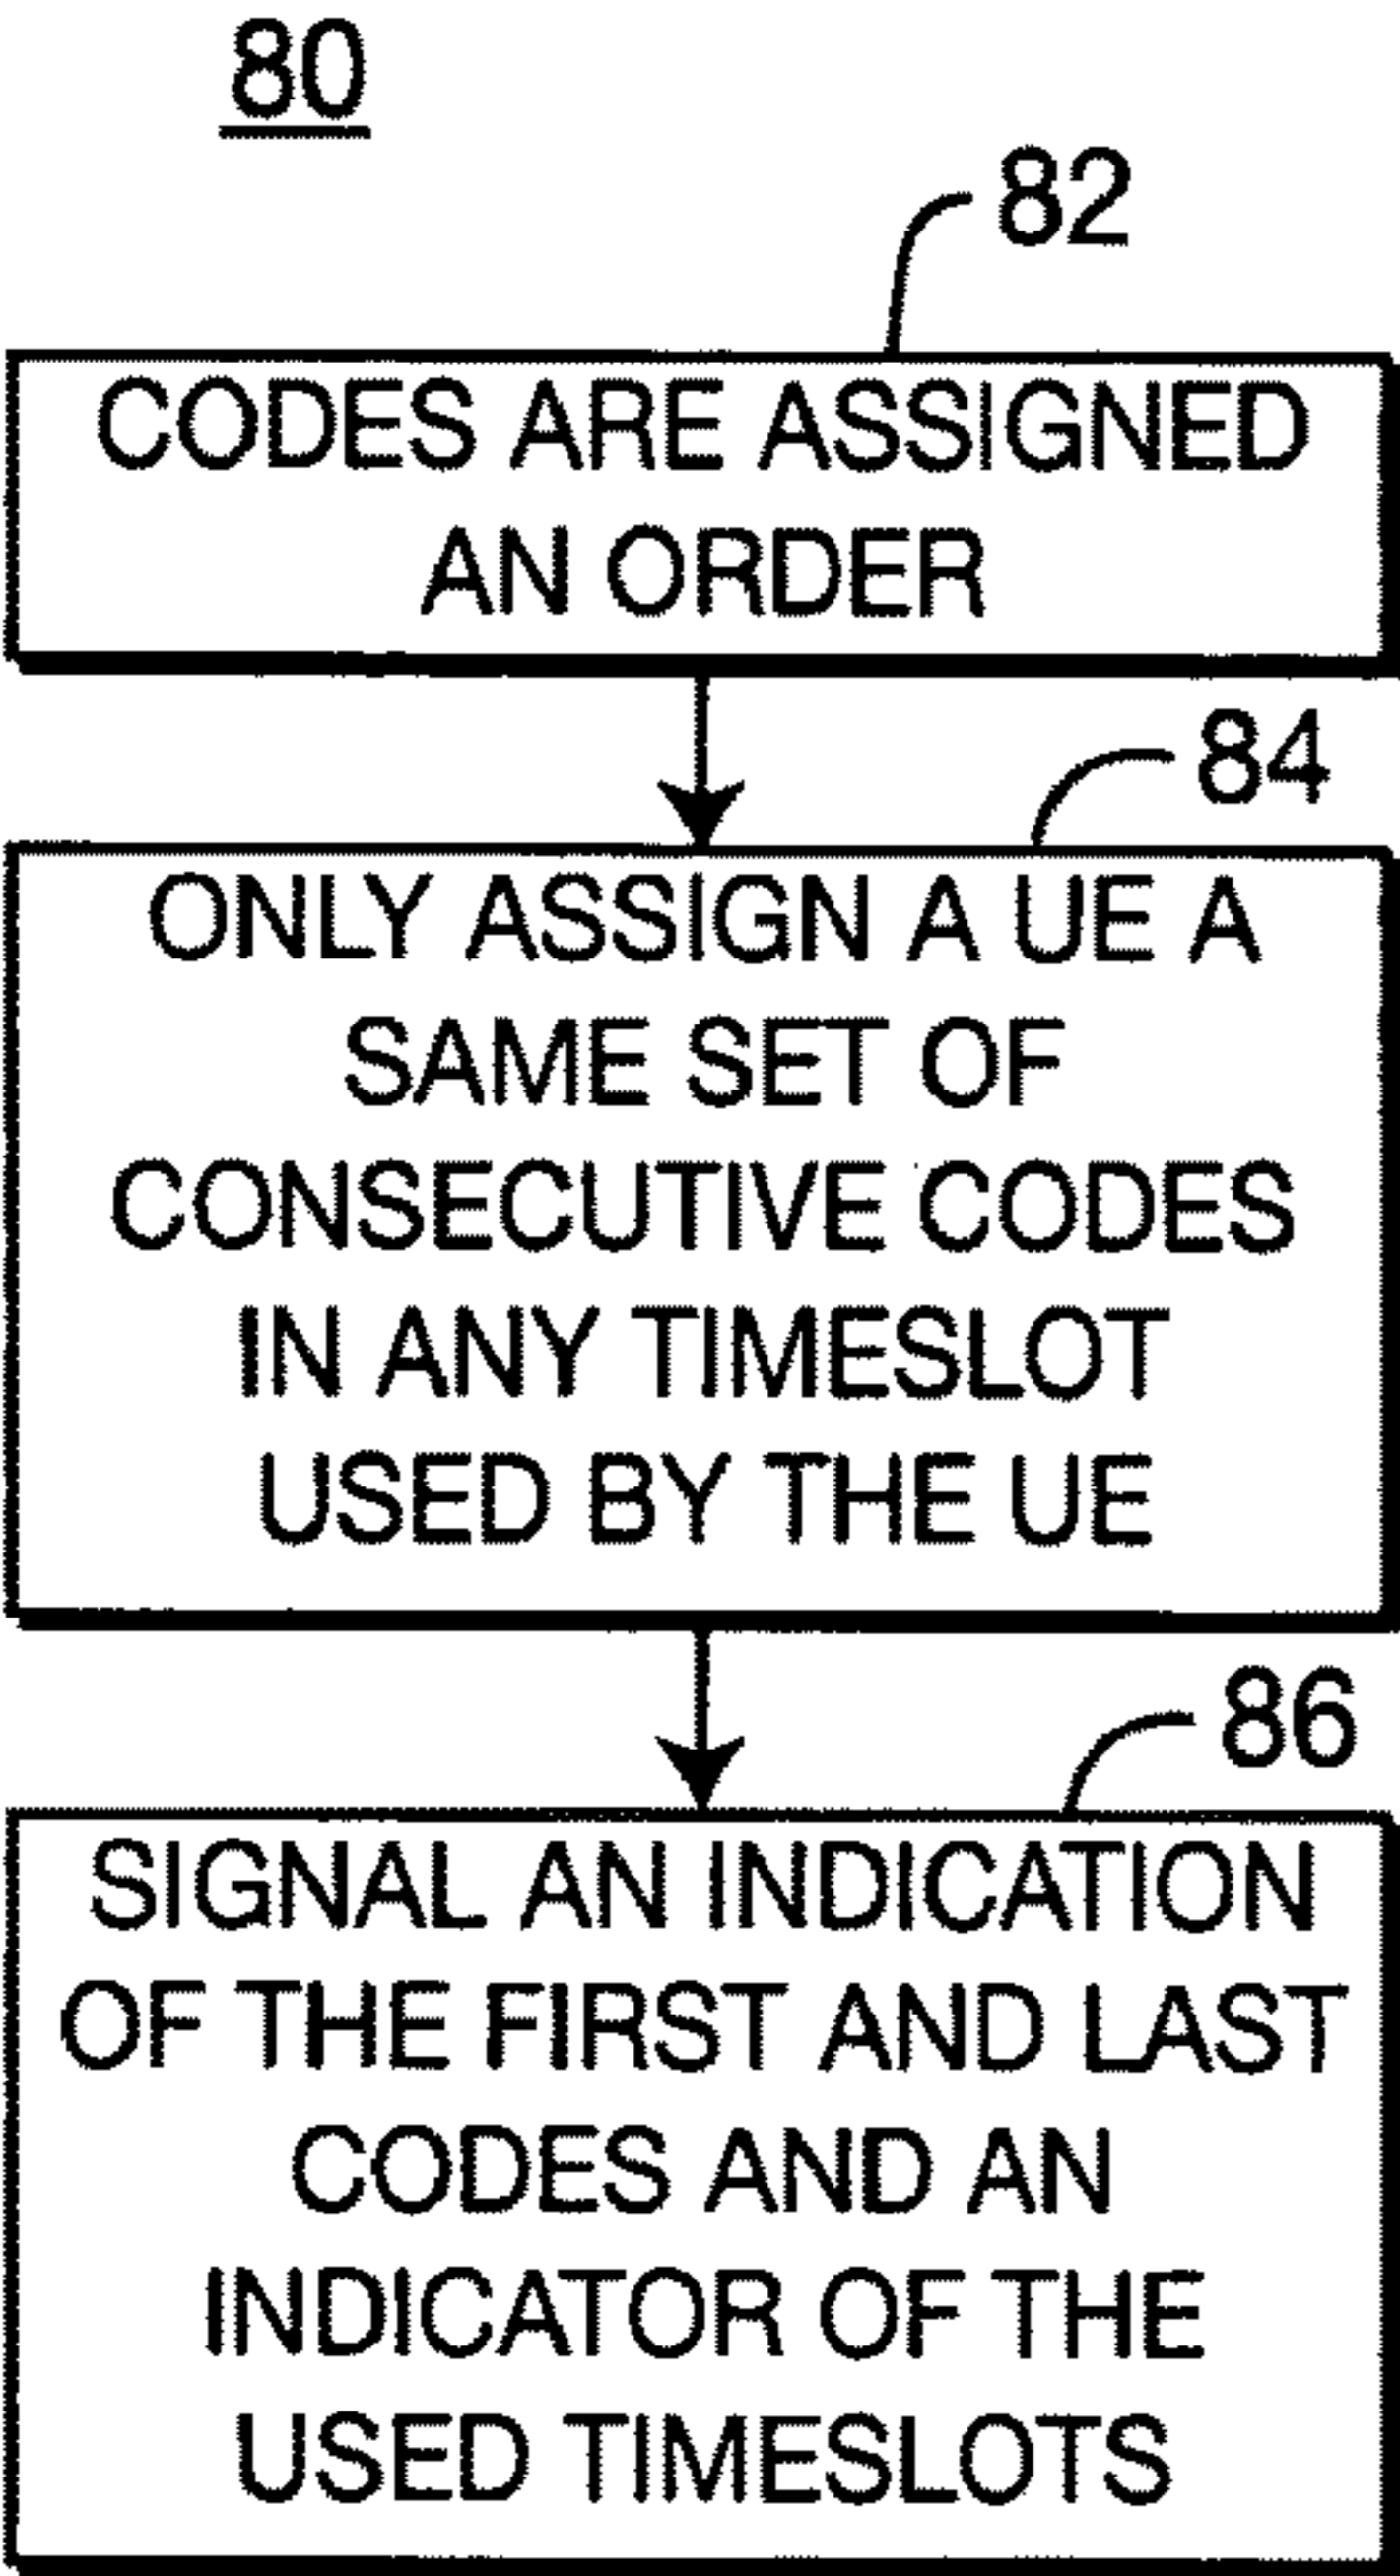 80
82
CODES ARE ASSIGNED
AN ORDER
84
ONLY ASSIGN A UE A
SAME SET OF
CONSECUTIVE CODES
IN ANY TIMESLOT
USED BY THE UE
86
SIGNAL AN INDICATION
OF THE FIRST AND LAST
CODES AND AN
INDICATOR OF THE
USED TIMESLOTS